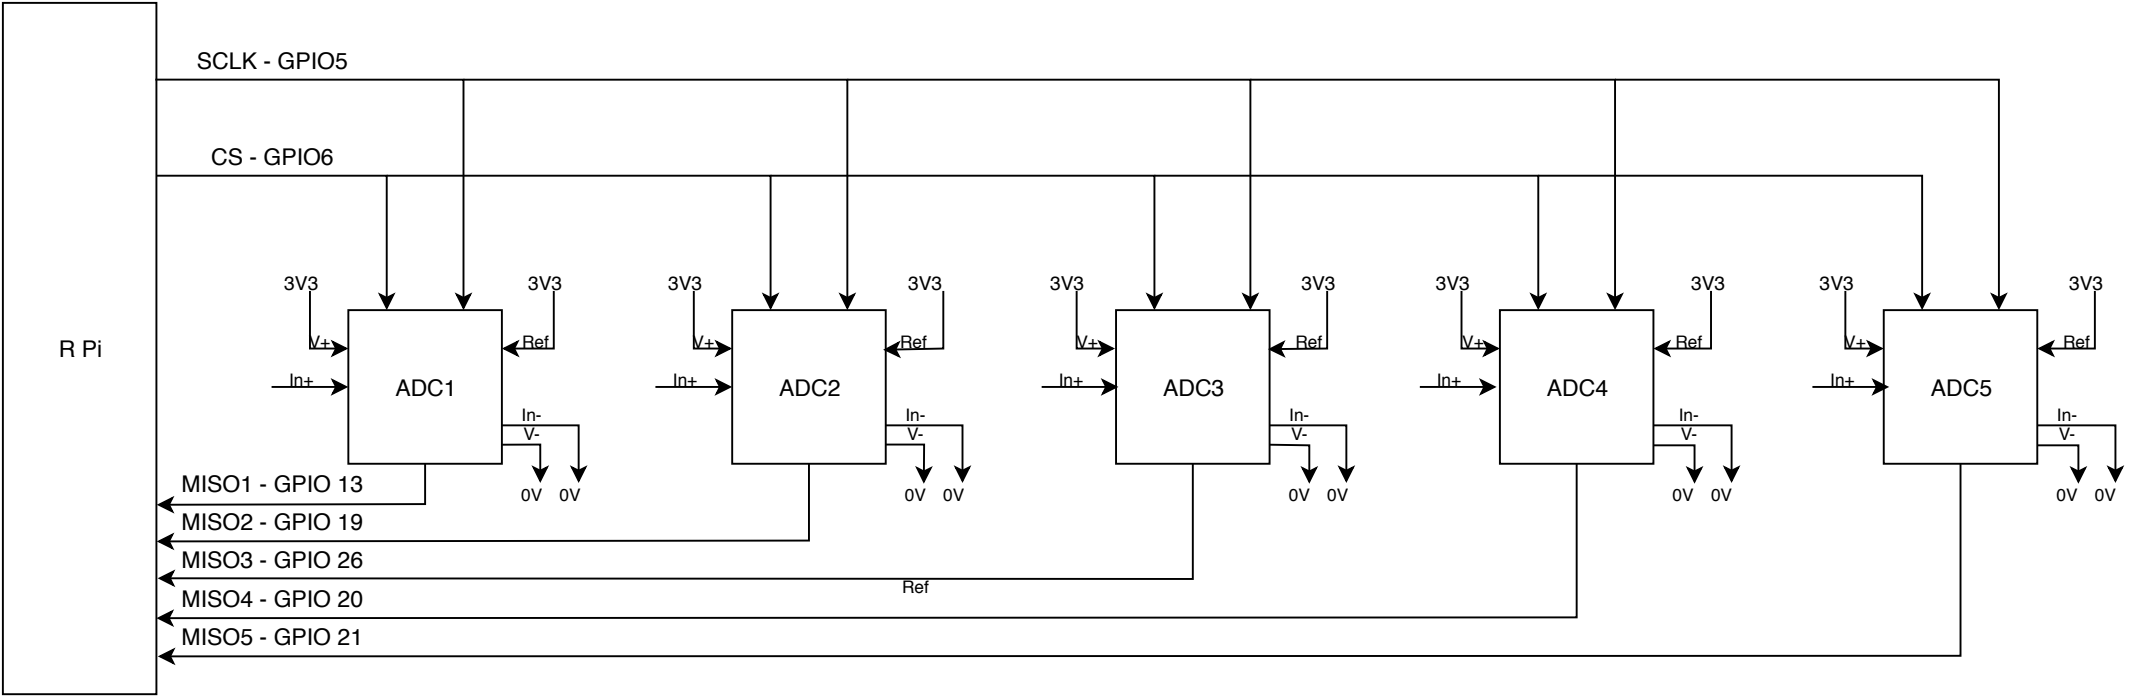 SCLK - GPIO5
CS - GPIO6
3V3 3V3 3V3 3V3 3V3 3V3 3V3 3V3 3V3 3V3
V+ Ref V+ Ref V+ Ref V+ Ref V+ Ref
R Pi
In+ In+ In+ In+ In+
ADC1 ADC2 ADC3 ADC4 ADC5
In- In- In- In- In-
V- V- V- V- V-
MISO1 - GPIO 13
0V 0V 0V 0V 0V 0V 0V 0V 0V 0V
MISO2 - GPIO 19
MISO3 - GPIO 26
Ref
MISO4 - GPIO 20
MISO5 - GPIO 21